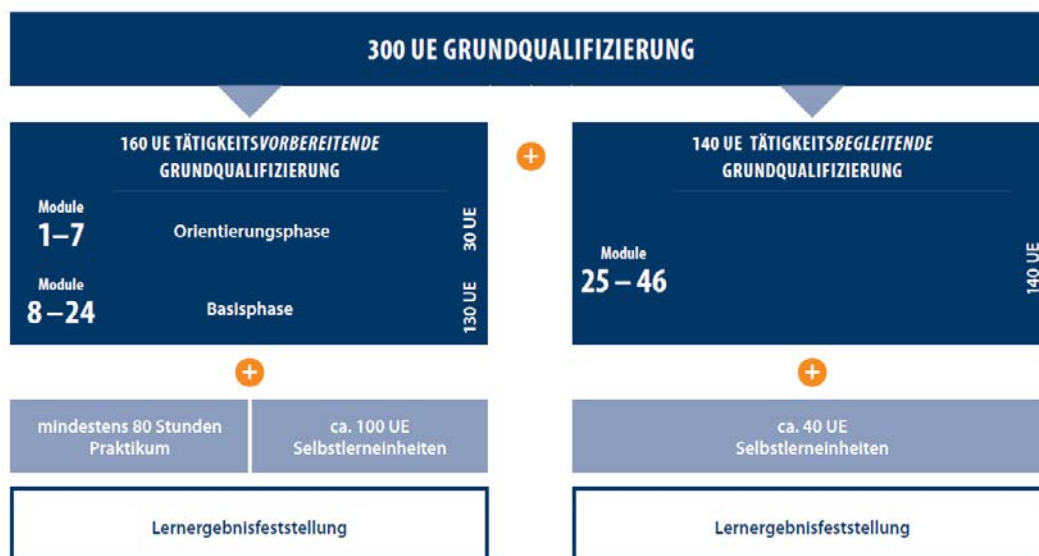 300 UE GRUNDQUALIFIZIERUNG
160 UE TÄTIGKEITSVORBEREITENDE
GRUNDQUALIFIZIERUNG
Module
1–7
Orientierungsphase
30 UE
Module
8–24
Basisphase
130 UE
+
mindestens 80 Stunden
Praktikum
ca. 100 UE
Selbstlerneinheiten
Lernergebnisfeststellung
+
140 UE TÄTIGKEITSBEGLEITENDE
GRUNDQUALIFIZIERUNG
Module
25 – 46
140 UE
+
ca. 40 UE
Selbstlerneinheiten
Lernergebnisfeststellung